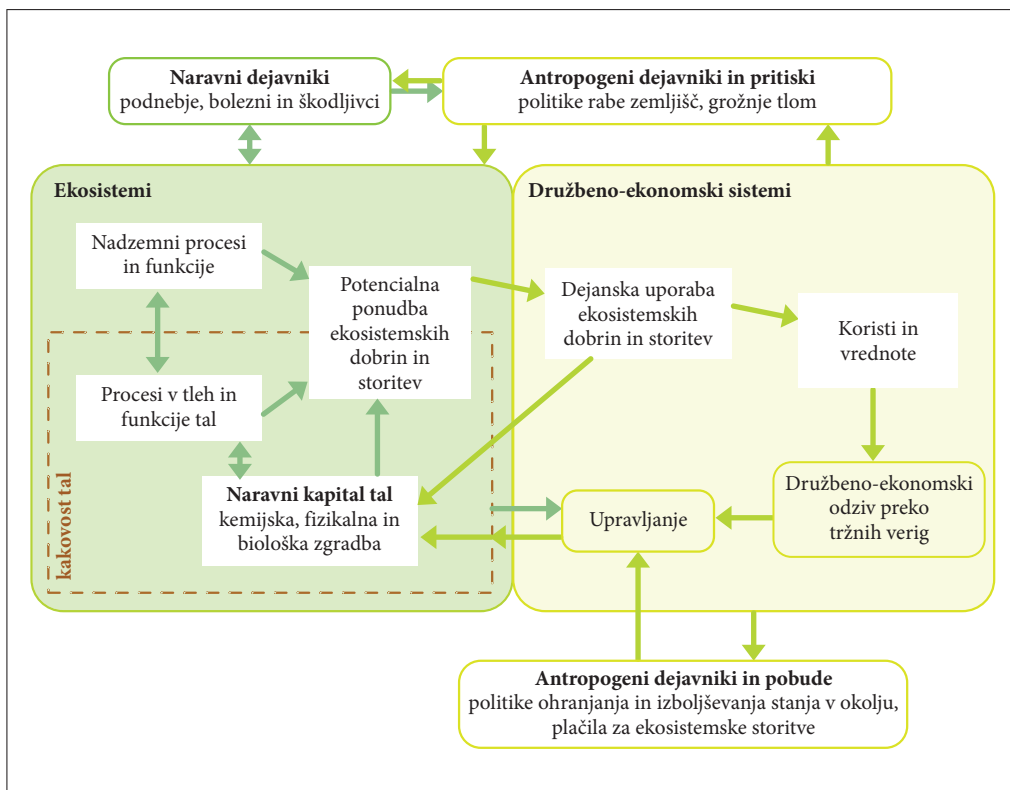 Naravni dejavniki
podnebje, bolezni in škodljivci
Antropogeni dejavniki in pritiski
politike rabe zemljišč, grožnje tlom
Ekosistemi
Nadzemni procesi
in funkcije
Potencialna
ponudba
ekosistemskih
dobrin in
storitev
Procesi v tleh in
funkcije tal
Naravni kapital tal
kemijska, fizikalna in
biološka zgradba
kakovost tal
Družbeno-ekonomski sistemi
Dejanska uporaba
ekosistemskih
dobrin in storitev
Koristi in
vrednote
Družbeno-ekonomski
odziv preko
tržnih verig
Upravljanje
Antropogeni dejavniki in pobude
politike ohranjanja in izboljševanja stanja v okolju,
plačila za ekosistemske storitve